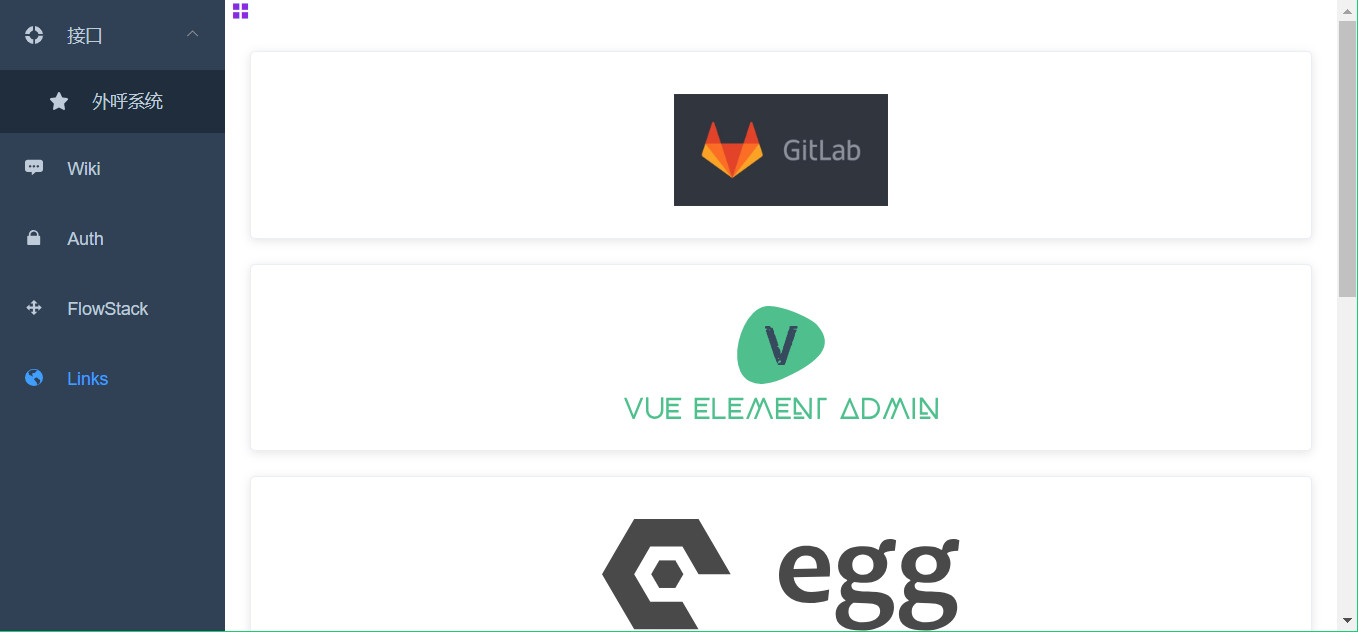 接口
外呼系统
Wiki
Auth
FlowStack
Links
GitLab
V
VUE ELEMENT ADMIN
egg